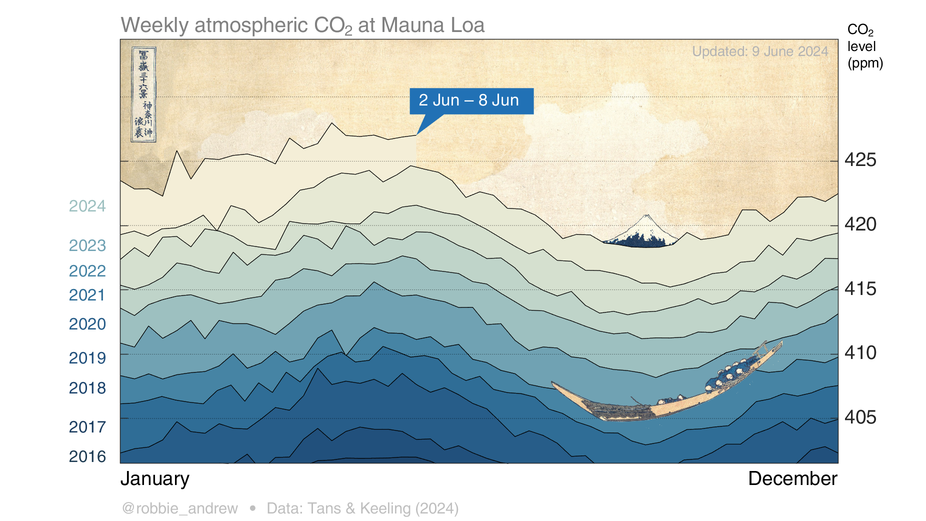 Weekly atmospheric CO₂ at Mauna Loa
CO₂
level
(ppm)
Updated: 9 June 2024
冨嶽三十六景
神奈川沖
浪裏
2 Jun – 8 Jun
425
420
415
410
405
2024
2023
2022
2021
2020
2019
2018
2017
2016
January
December
@robbie_andrew • Data: Tans & Keeling (2024)